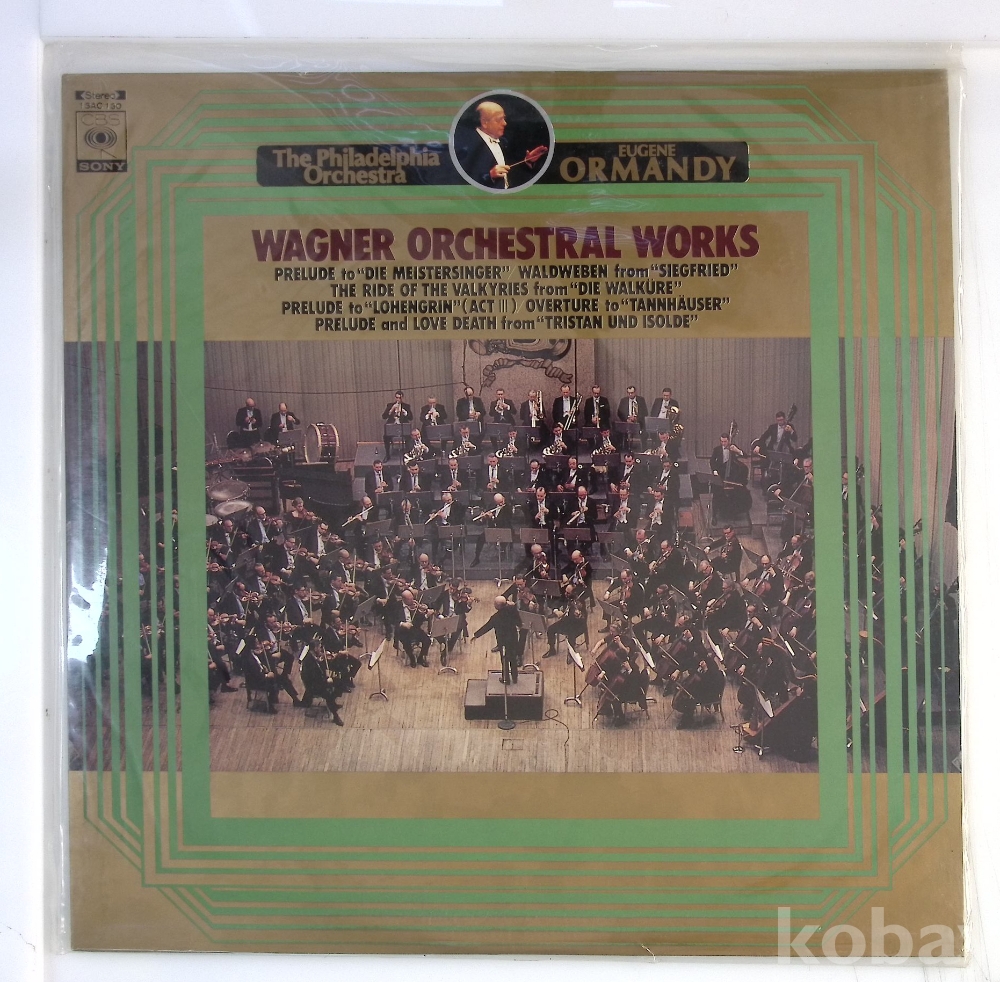 Stereo
CBS
SONY
The Philadelphia
Orchestra
EUGENE
ORMANDY
WAGNER ORCHESTRAL WORKS
PRELUDE to "DIE MEISTERSINGER" WALDWEBEN from "SIEGFRIED"
THE RIDE OF THE VALKYRIES from "DIE WALKÜRE"
PRELUDE to "LOHENGRIN" (ACT III) OVERTURE to "TANNHÄUSER"
PRELUDE and LOVE DEATH from "TRISTAN UND ISOLDE"
koba